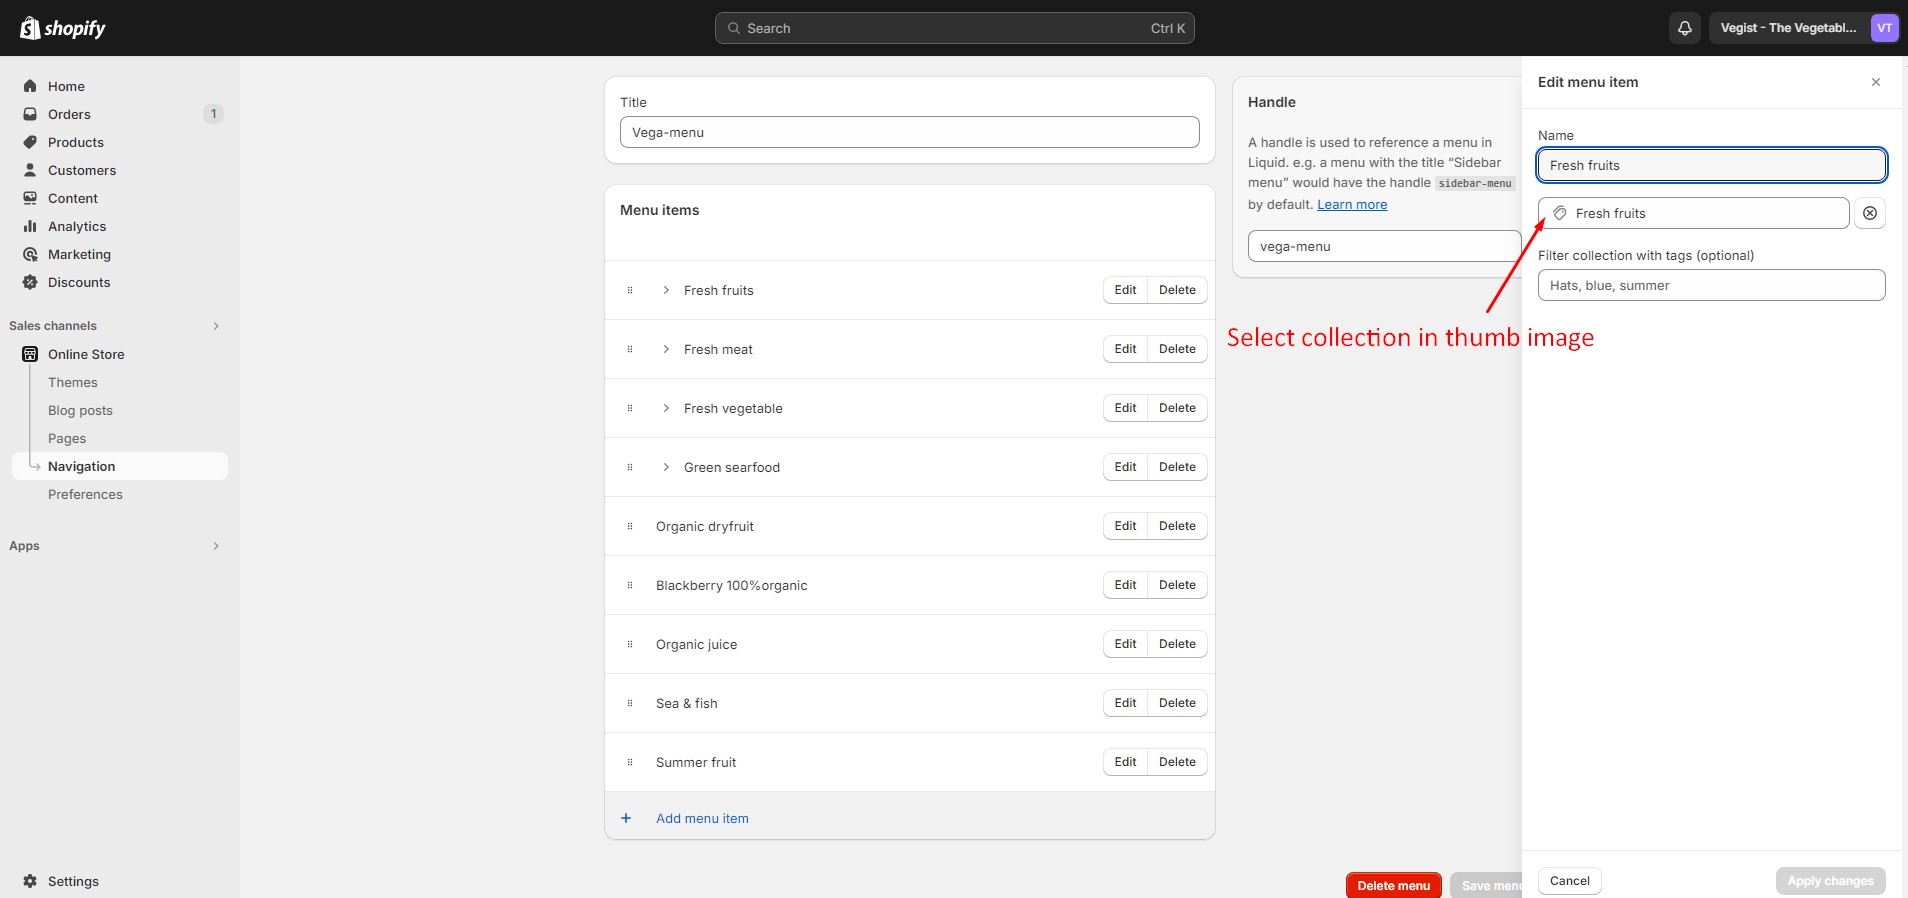 shopify
Search
Ctrl K
Vegist - The Vegetabl...
VT
Home
Orders
1
Products
Customers
Content
Analytics
Marketing
Discounts
Sales channels
Online Store
Themes
Blog posts
Pages
Navigation
Preferences
Apps
Settings
Title
Vega-menu
Menu items
Fresh fruits
Edit
Delete
Fresh meat
Edit
Delete
Fresh vegetable
Edit
Delete
Green searfood
Edit
Delete
Organic dryfruit
Edit
Delete
Blackberry 100%organic
Edit
Delete
Organic juice
Edit
Delete
Sea & fish
Edit
Delete
Summer fruit
Edit
Delete
Add menu item
Handle
A handle is used to reference a menu in
Liquid. e.g. a menu with the title “Sidebar
menu” would have the handle sidebar-menu
by default. Learn more
vega-menu
Select collection in thumb image
Delete menu
Save menu
Edit menu item
Name
Fresh fruits
Fresh fruits
Filter collection with tags (optional)
Hats, blue, summer
Cancel
Apply changes